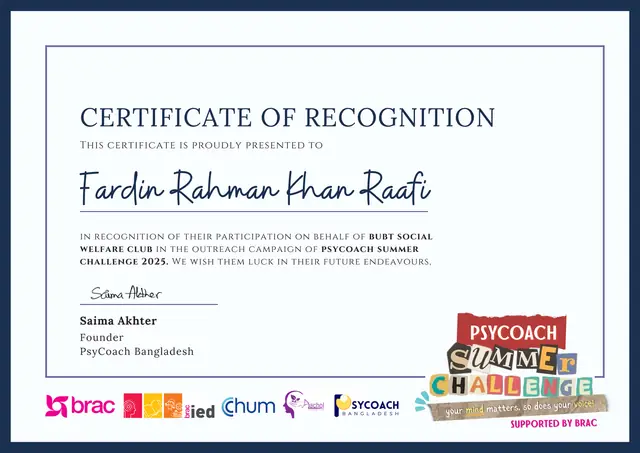 CERTIFICATE OF RECOGNITION
THIS CERTIFICATE IS PROUDLY PRESENTED TO
Fardin Rahman Khan Raafi
IN RECOGNITION OF THEIR PARTICIPATION ON BEHALF OF BUBT SOCIAL
WELFARE CLUB IN THE OUTREACH CAMPAIGN OF PSYCOACH SUMMER
CHALLENGE 2025. WE WISH THEM LUCK IN THEIR FUTURE ENDEAVOURS.
Saima Akhter
Saima Akhter
Founder
PsyCoach Bangladesh
PSYCOACH
SUMMEr
CHALLENGE
your mind matters, so does your voice!
SUPPORTED BY BRAC
brac
brac
ied
Chum
PSYCOACH
BANGLADESH